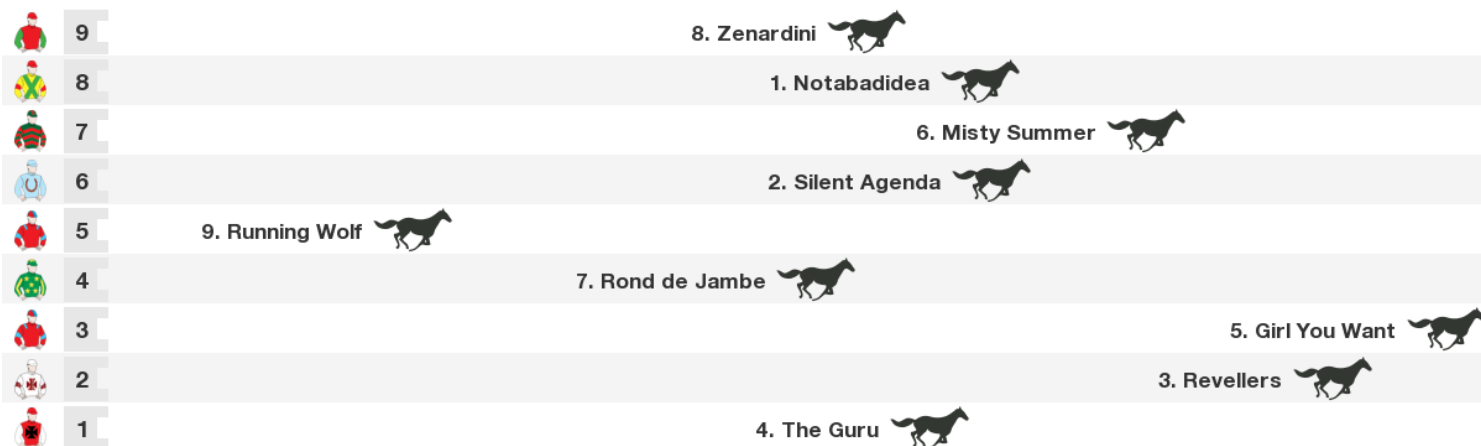 9 8. Zenardini
8 1. Notabadidea
7 6. Misty Summer
6 2. Silent Agenda
5 9. Running Wolf
4 7. Rond de Jambe
3 5. Girl You Want
2 3. Revellers
1 4. The Guru